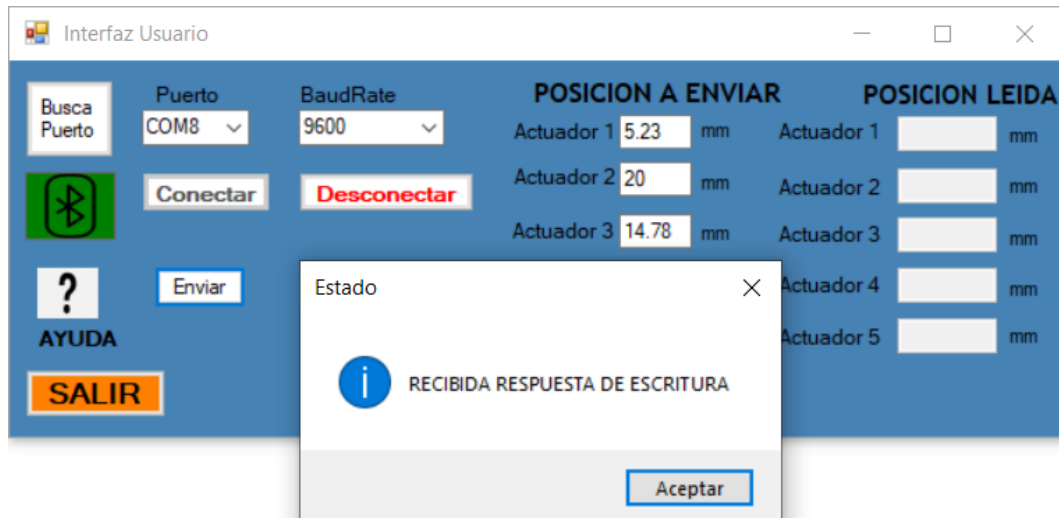 Interfaz Usuario
Busca
Puerto
Puerto
COM8
BaudRate
9600
Conectar
Desconectar
?
AYUDA
Enviar
SALIR
POSICION A ENVIAR
Actuador 1 5.23 mm
Actuador 2 20 mm
Actuador 3 14.78 mm
POSICION LEIDA
Actuador 1 mm
Actuador 2 mm
Actuador 3 mm
Actuador 4 mm
Actuador 5 mm
Estado
i
RECIBIDA RESPUESTA DE ESCRITURA
Aceptar